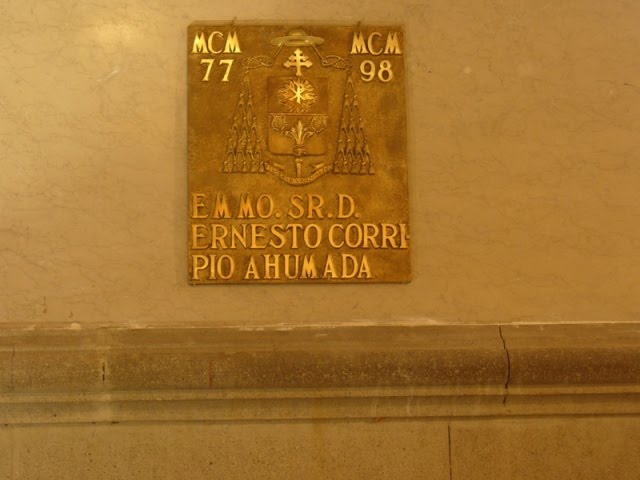 MCM MCM
77 98
EMMO. SR. D.
ERNESTO CORRI-
PIO AHUMADA